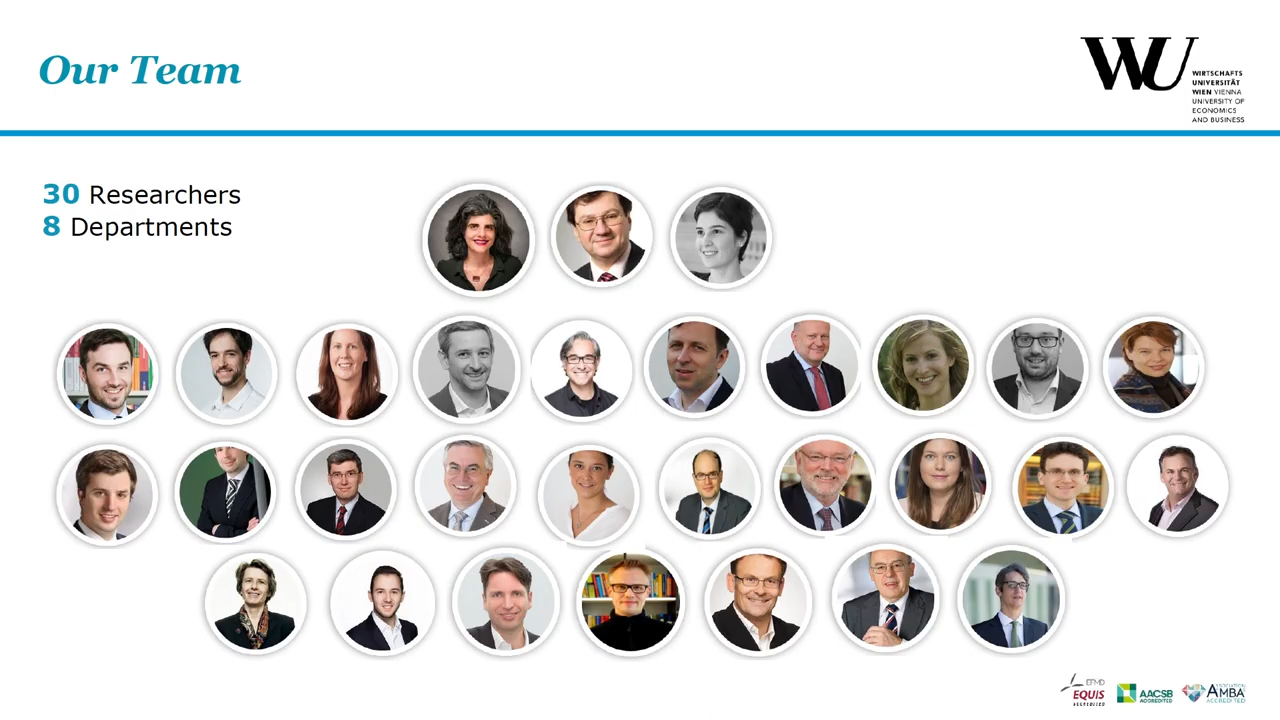 Our Team
WU
WIRTSCHAFTS
UNIVERSITÄT
WIEN VIENNA
UNIVERSITY OF
ECONOMICS
AND BUSINESS
30 Researchers
8 Departments
EFMD
EQUIS
ACCREDITED
AACSB
ACCREDITED
ASSOCIATION
AMBA
ACCREDITED